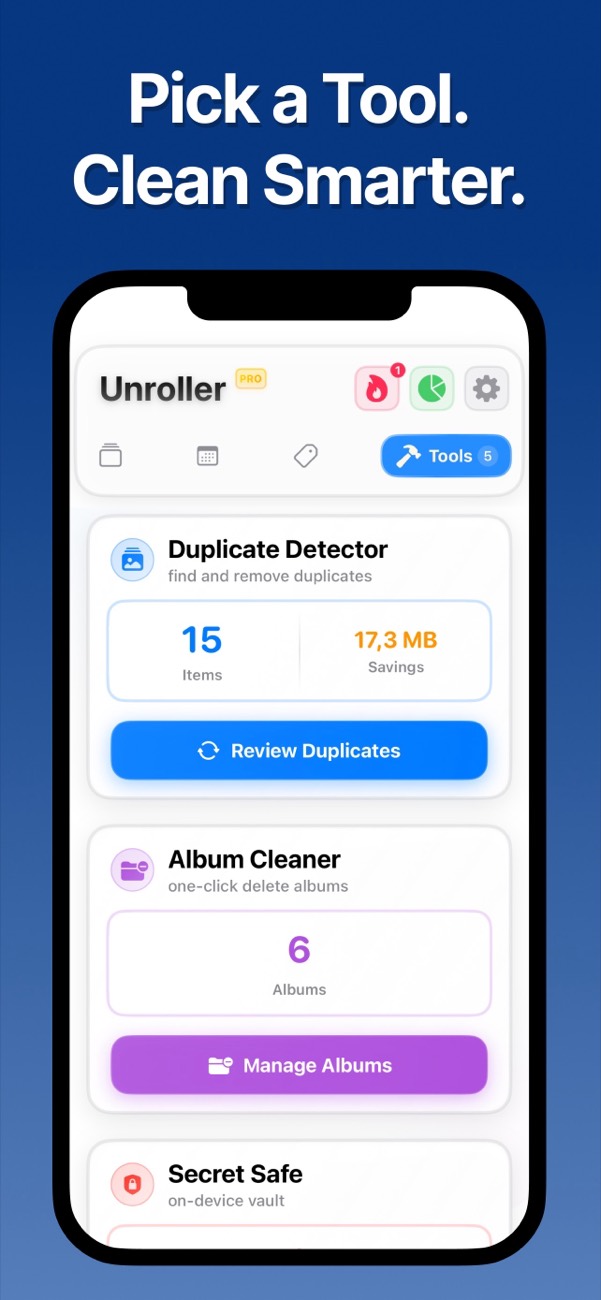 Pick a Tool.
Clean Smarter.
Unroller PRO
1
Tools 5
Duplicate Detector
find and remove duplicates
15
Items
17,3 MB
Savings
Review Duplicates
Album Cleaner
one-click delete albums
6
Albums
Manage Albums
Secret Safe
on-device vault